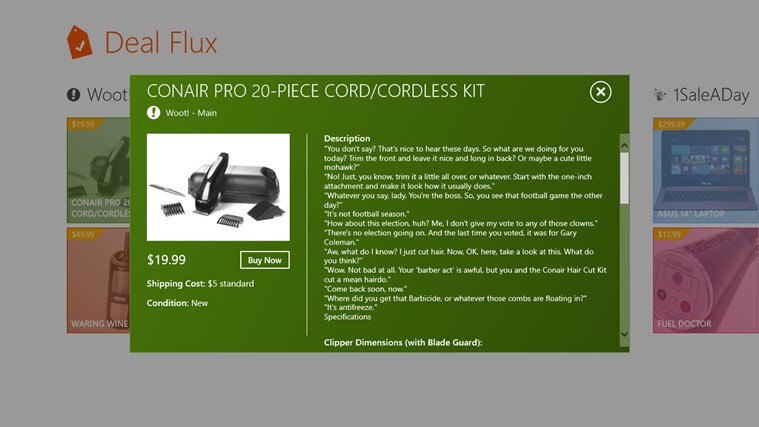 Deal Flux
Woot!
1SaleADay
$19.99
CONAIR PRO 20
CORD/CORDLES
$49.99
WARING WINE
$299.99
ASUS 14" LAPTOP
$12.99
FUEL DOCTOR
CONAIR PRO 20-PIECE CORD/CORDLESS KIT
Woot! - Main
$19.99
Buy Now
Shipping Cost: $5 standard
Condition: New
Description
"You don't say? That's nice to hear these days. So what are we doing for you
today? Trim the front and leave it nice and long in back? Or maybe a cute little
mohawk?"
"No! Just, you know, trim it a little all over, or whatever. Start with the one-inch
attachment and make it look how it usually does."
"Whatever you say, lady. You're the boss. So, you see that football game the other
day?"
"It's not football season."
"How about this election, huh? Me, I don't give my vote to any of those clowns."
"There's no election going on. And the last time you voted, it was for Gary
Coleman."
"Aw, what do I know? I just cut hair. Now, OK, here, take a look at this. What do
you think?"
"Wow. Not bad at all. Your 'barber act' is awful, but you and the Conair Hair Cut Kit
cut a mean hairdo."
"Come back soon, now."
"Where did you get that Barbicide, or whatever those combs are floating in?"
"It's antifreeze."
Specifications
Clipper Dimensions (with Blade Guard):